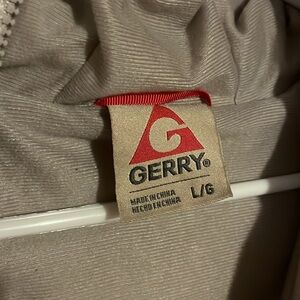 G
GERRY®
MADE IN CHINA
HECHO EN CHINA
L/G